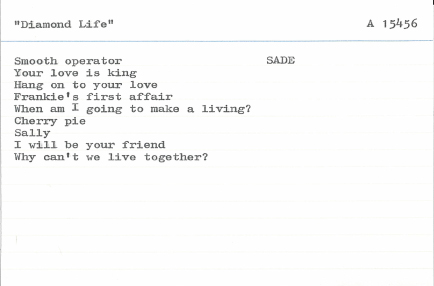 "Diamond Life" A 15456
Smooth operator SADE
Your love is king
Hang on to your love
Frankie's first affair
When am I going to make a living?
Cherry pie
Sally
I will be your friend
Why can't we live together?